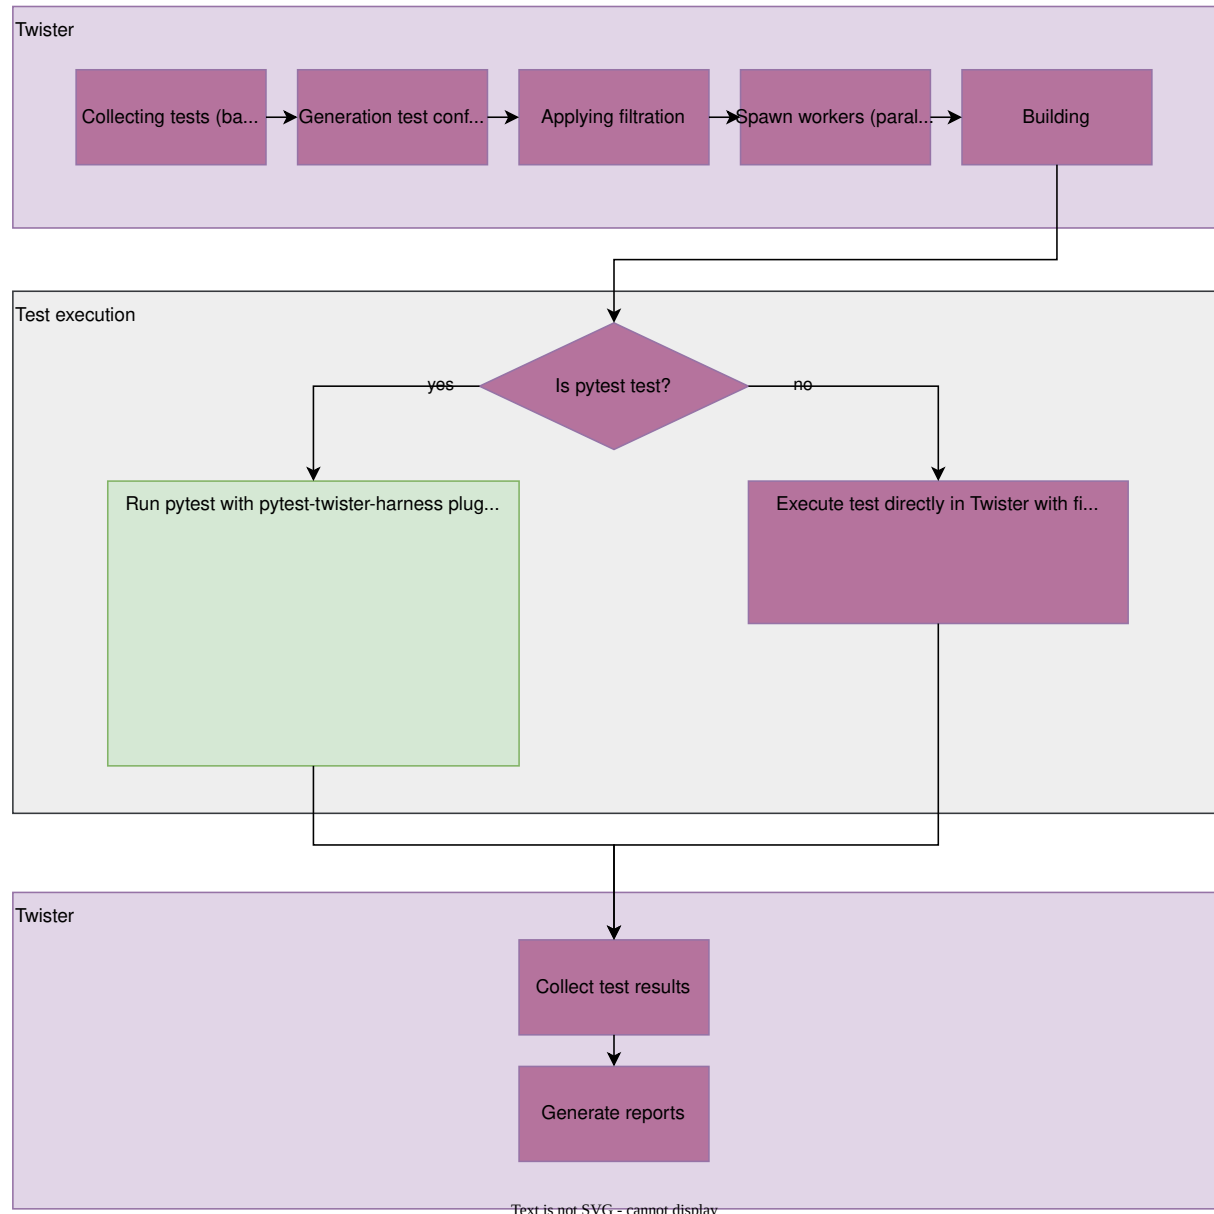 Twister
Collecting tests (ba...
Generation test conf...
Applying filtration
Spawn workers (paral...
Building
Test execution
Is pytest test?
yes
no
Run pytest with pytest-twister-harness plug...
Execute test directly in Twister with fi...
Twister
Collect test results
Generate reports
Text is not SVG - cannot display